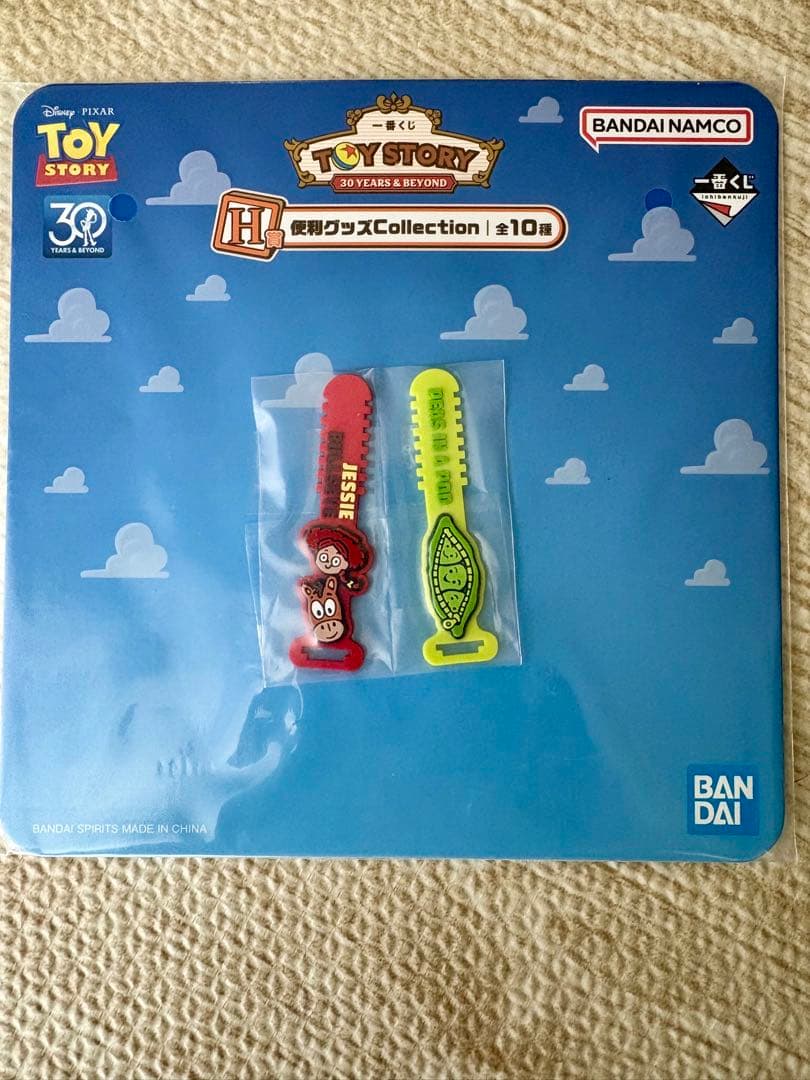 Disney・PIXAR
TOY
STORY
30
YEARS & BEYOND
一番くじ
TOY STORY
30 YEARS & BEYOND
BANDAI NAMCO
一番くじ
ichibankuji
H賞
便利グッズCollection | 全10種
JESSIE
BULLSEYE
PEAS IN A POD
BANDAI SPIRITS MADE IN CHINA
BAN
DAI